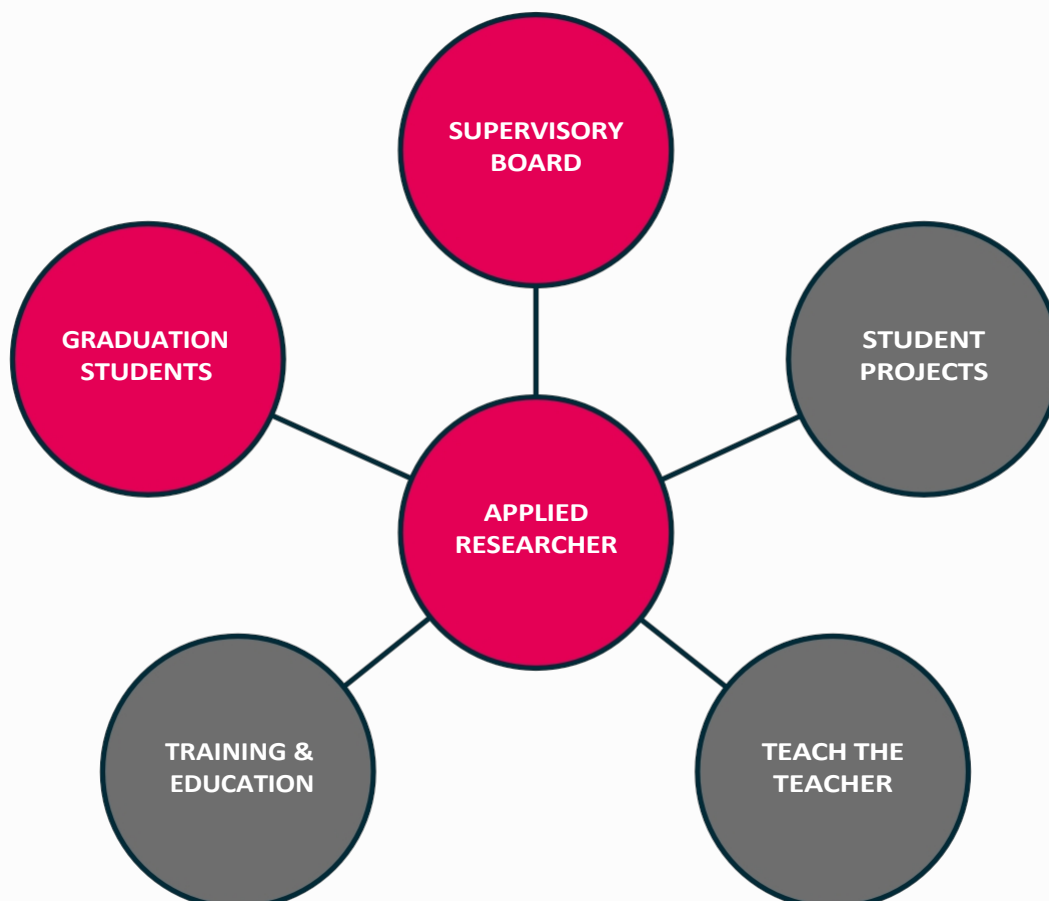 SUPERVISORY
BOARD
GRADUATION
STUDENTS
STUDENT
PROJECTS
APPLIED
RESEARCHER
TRAINING &
EDUCATION
TEACH THE
TEACHER